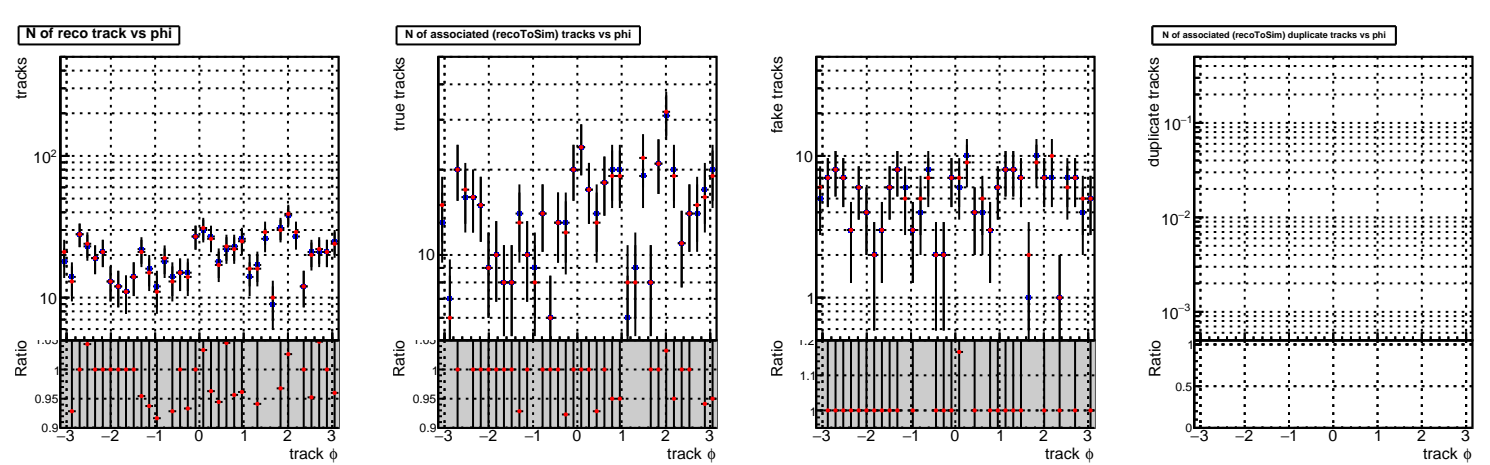 N of reco track vs phi
tracks
10²
10
Ratio
1.05
1
0.95
0.9
−3 −2 −1 0 1 2 3
track ϕ
N of associated (recoToSim) tracks vs phi
true tracks
10
Ratio
1.05
1
0.95
0.9
−3 −2 −1 0 1 2 3
track ϕ
fake tracks
10
1
Ratio
1.2
1.1
1
−3 −2 −1 0 1 2 3
track ϕ
N of associated (recoToSim) duplicate tracks vs phi
duplicate tracks
10⁻¹
10⁻²
10⁻³
Ratio
1
0.5
0
−3 −2 −1 0 1 2 3
track ϕ